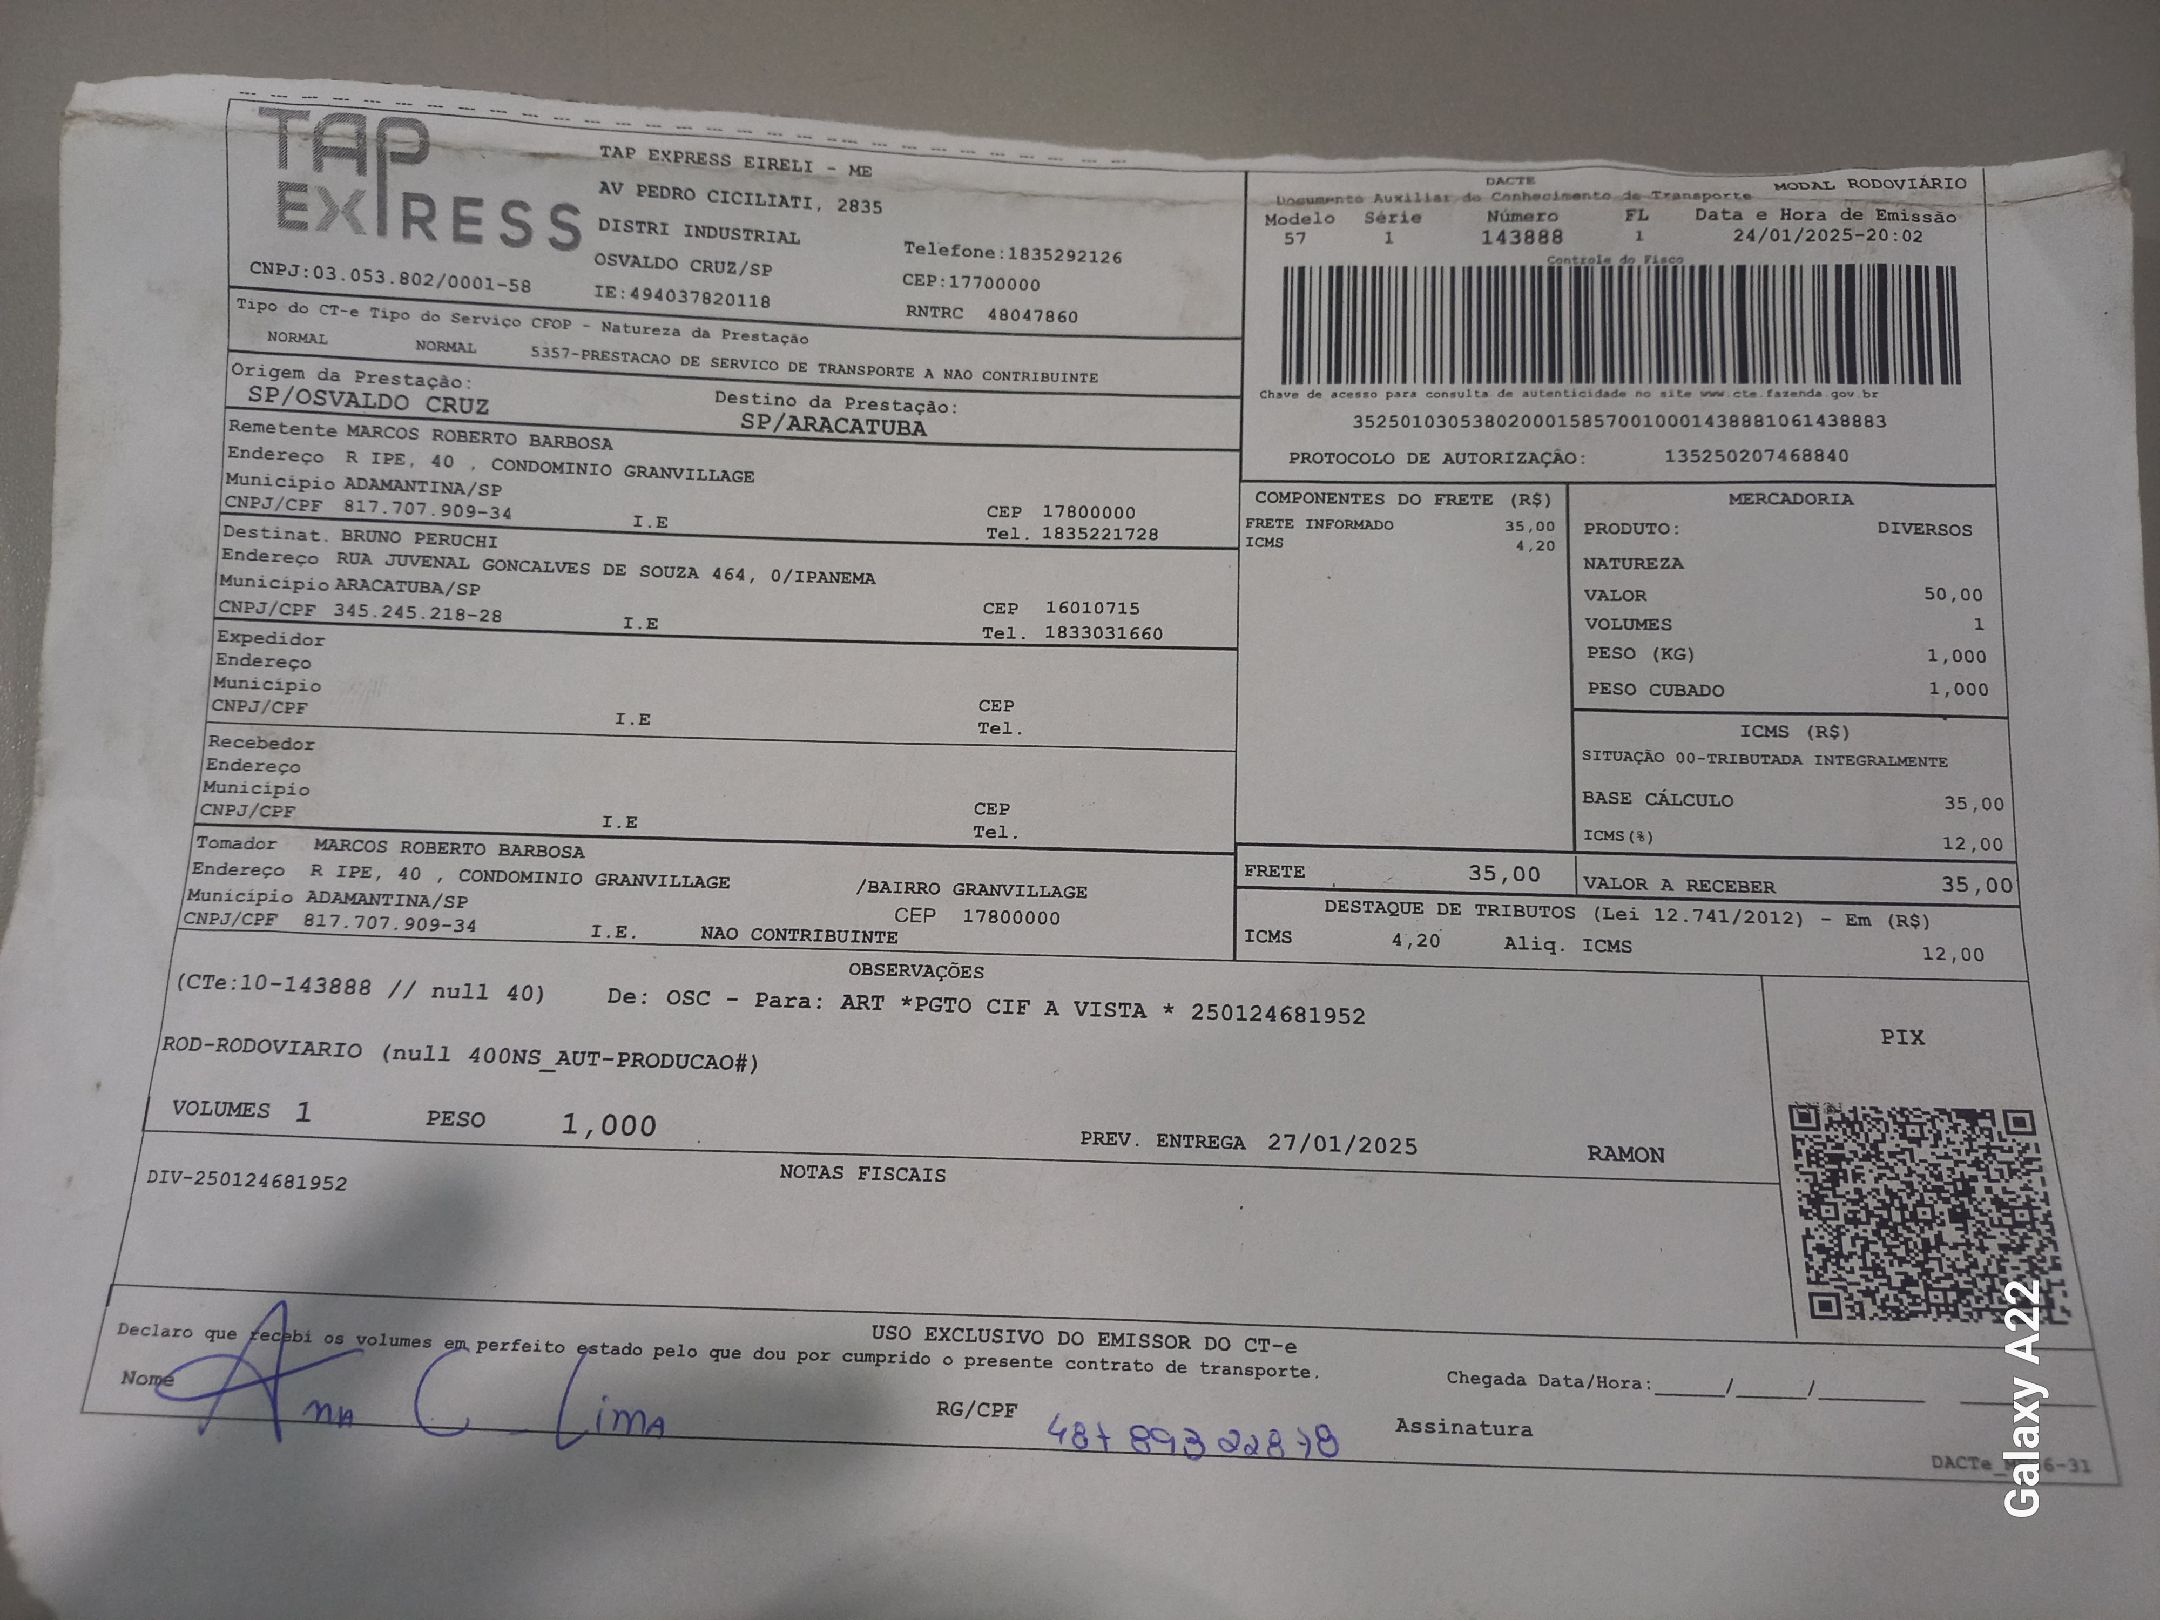 TAP EXPRESS
TAP EXPRESS EIRELI - ME
AV PEDRO CICILIATI, 2835
DISTRI INDUSTRIAL
OSVALDO CRUZ/SP
Telefone:1835292126
CEP:17700000
CNPJ:03.053.802/0001-58
IE:494037820118
RNTRC 48047860
DACTE
MODAL RODOVIÁRIO
Documento Auxiliar do Conhecimento de Transporte
Modelo Série Número FL Data e Hora de Emissão
57 1 143888 1 24/01/2025-20:02
Controle do Fisco
Chave de acesso para consulta de autenticidade no site www.cte.fazenda.gov.br
35250103053802000158570010001438881061438883
PROTOCOLO DE AUTORIZAÇÃO: 135250207468840
Tipo do CT-e Tipo do Serviço CFOP - Natureza da Prestação
NORMAL NORMAL 5357-PRESTACAO DE SERVICO DE TRANSPORTE A NAO CONTRIBUINTE
Origem da Prestação:
SP/OSVALDO CRUZ
Destino da Prestação:
SP/ARACATUBA
Remetente MARCOS ROBERTO BARBOSA
Endereço R IPE, 40 , CONDOMINIO GRANVILLAGE
Município ADAMANTINA/SP
CEP 17800000
CNPJ/CPF 817.707.909-34 I.E
Tel. 1835221728
Destinat. BRUNO PERUCHI
Endereço RUA JUVENAL GONCALVES DE SOUZA 464, 0/IPANEMA
Município ARACATUBA/SP
CEP 16010715
CNPJ/CPF 345.245.218-28 I.E
Tel. 1833031660
Expedidor
Endereço
Município
CEP
CNPJ/CPF I.E
Tel.
Recebedor
Endereço
Município
CEP
CNPJ/CPF I.E
Tel.
Tomador MARCOS ROBERTO BARBOSA
Endereço R IPE, 40 , CONDOMINIO GRANVILLAGE /BAIRRO GRANVILLAGE
Município ADAMANTINA/SP
CEP 17800000
CNPJ/CPF 817.707.909-34 I.E. NAO CONTRIBUINTE
COMPONENTES DO FRETE (R$)
FRETE INFORMADO 35,00
ICMS 4,20
MERCADORIA
PRODUTO: DIVERSOS
NATUREZA
VALOR 50,00
VOLUMES 1
PESO (KG) 1,000
PESO CUBADO 1,000
ICMS (R$)
SITUAÇÃO 00-TRIBUTADA INTEGRALMENTE
BASE CÁLCULO 35,00
ICMS(%) 12,00
FRETE 35,00
VALOR A RECEBER 35,00
DESTAQUE DE TRIBUTOS (Lei 12.741/2012) - Em (R$)
ICMS 4,20 Aliq. ICMS 12,00
OBSERVAÇÕES
(CTe:10-143888 // null 40) De: OSC - Para: ART *PGTO CIF A VISTA * 250124681952
ROD-RODOVIARIO (null 400NS_AUT-PRODUCAO#)
PIX
VOLUMES 1 PESO 1,000 PREV. ENTREGA 27/01/2025 RAMON
NOTAS FISCAIS
DIV-250124681952
USO EXCLUSIVO DO EMISSOR DO CT-e
Declaro que recebi os volumes em perfeito estado pelo que dou por cumprido o presente contrato de transporte.
Nome Ana C Lima
RG/CPF 487 893 228 78
Chegada Data/Hora:_____/_____/_______
Assinatura
Galaxy A22